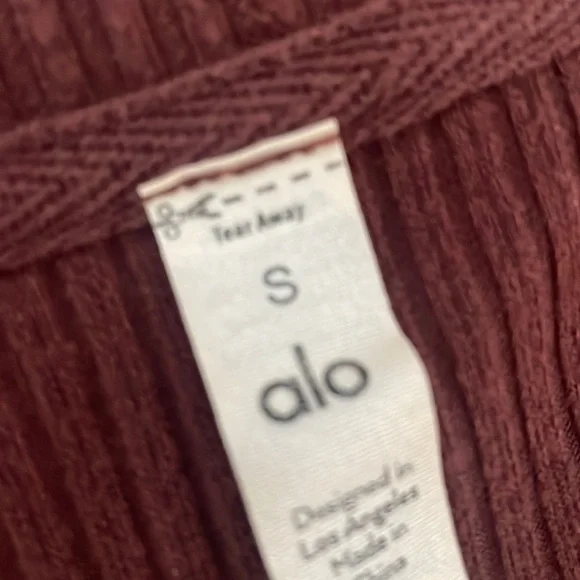 Tear Away
S
alo
Designed in
Los Angeles
Made in